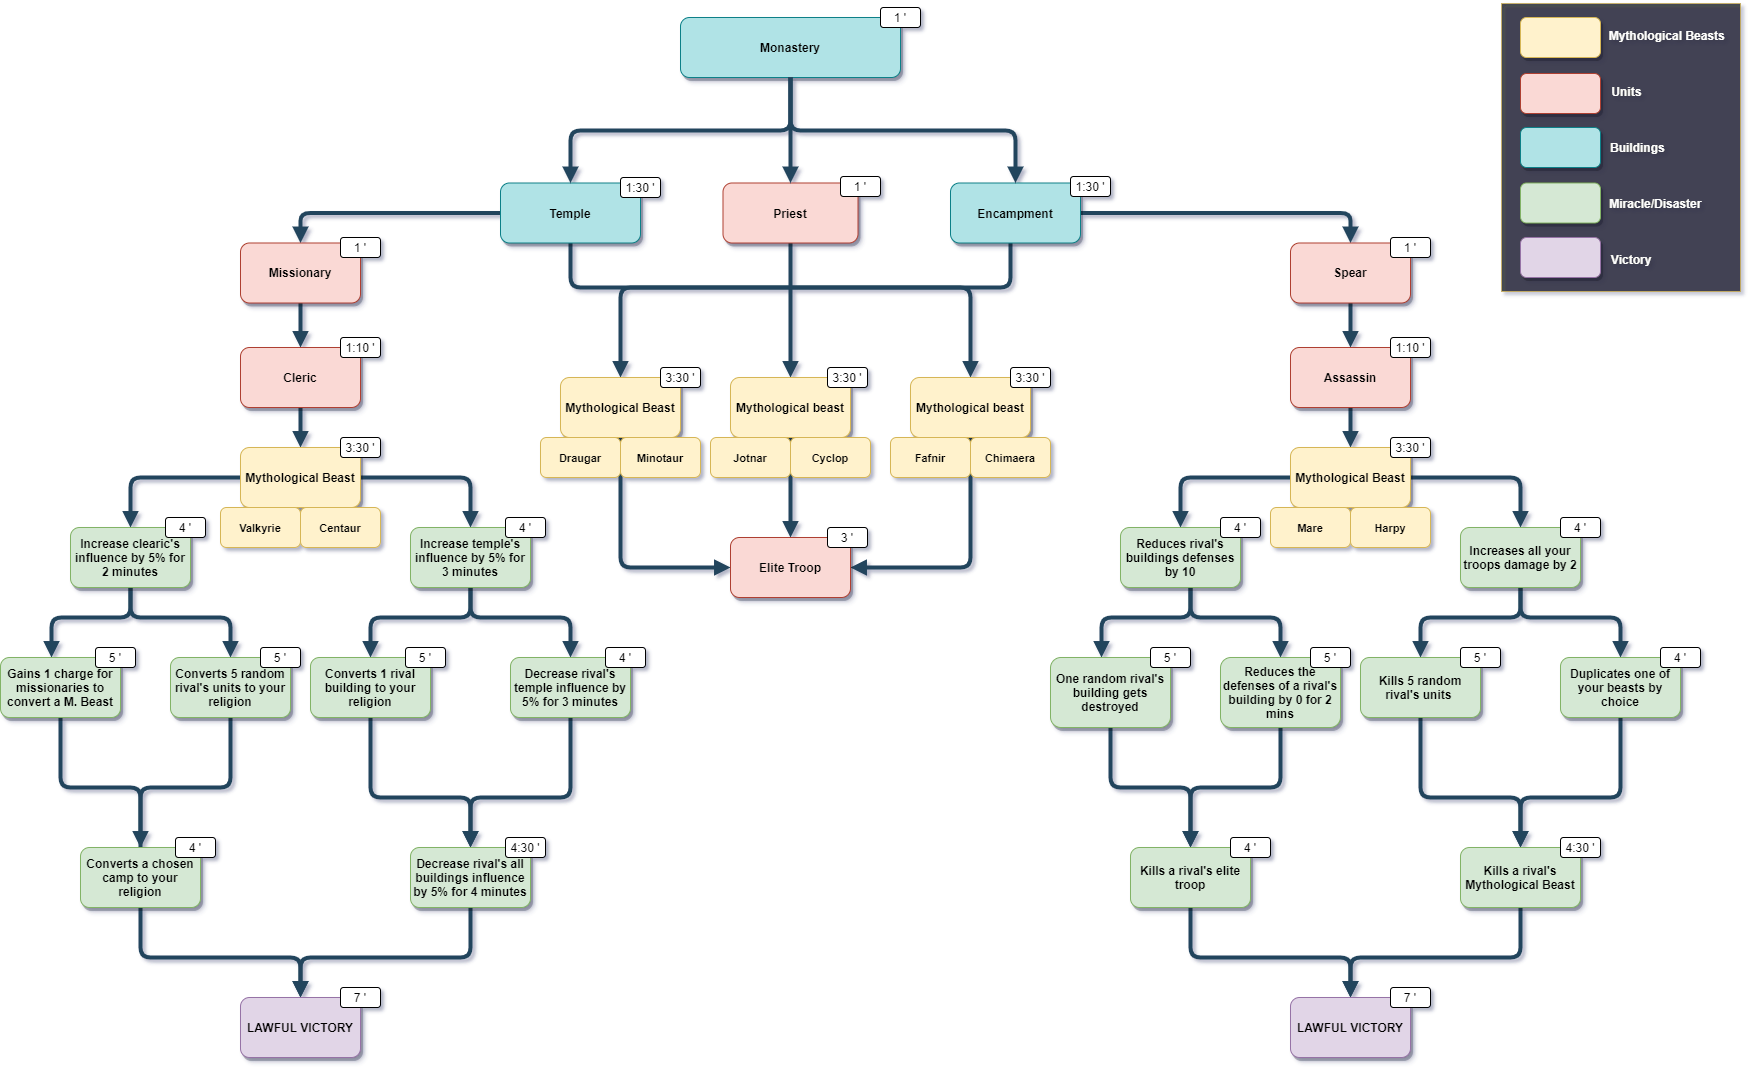 1 '
Monastery
Mythological Beasts
Units
Buildings
Miracle/Disaster
Victory
1:30 '
Temple
1 '
Priest
1:30 '
Encampment
1 '
Missionary
1 '
Spear
1:10 '
Cleric
1:10 '
Assassin
3:30 '
Mythological Beast
Draugar
Minotaur
3:30 '
Mythological beast
Jotnar
Cyclop
3:30 '
Mythological beast
Fafnir
Chimaera
3:30 '
Mythological Beast
Valkyrie
Centaur
3:30 '
Mythological Beast
Mare
Harpy
3 '
Elite Troop
4 '
Increase clearic's
influence by 5% for
2 minutes
4 '
Increase temple's
influence by 5% for
3 minutes
4 '
Reduces rival's
buildings defenses
by 10
4 '
Increases all your
troops damage by 2
5 '
Gains 1 charge for
missionaries to
convert a M. Beast
5 '
Converts 5 random
rival's units to your
religion
5 '
Converts 1 rival
building to your
religion
4 '
Decrease rival's
temple influence by
5% for 3 minutes
5 '
One random rival's
building gets
destroyed
5 '
Reduces the
defenses of a rival's
building by 0 for 2
mins
5 '
Kills 5 random
rival's units
4 '
Duplicates one of
your beasts by
choice
4 '
Converts a chosen
camp to your
religion
4:30 '
Decrease rival's all
buildings influence
by 5% for 4 minutes
4 '
Kills a rival's elite
troop
4:30 '
Kills a rival's
Mythological Beast
7 '
LAWFUL VICTORY
7 '
LAWFUL VICTORY